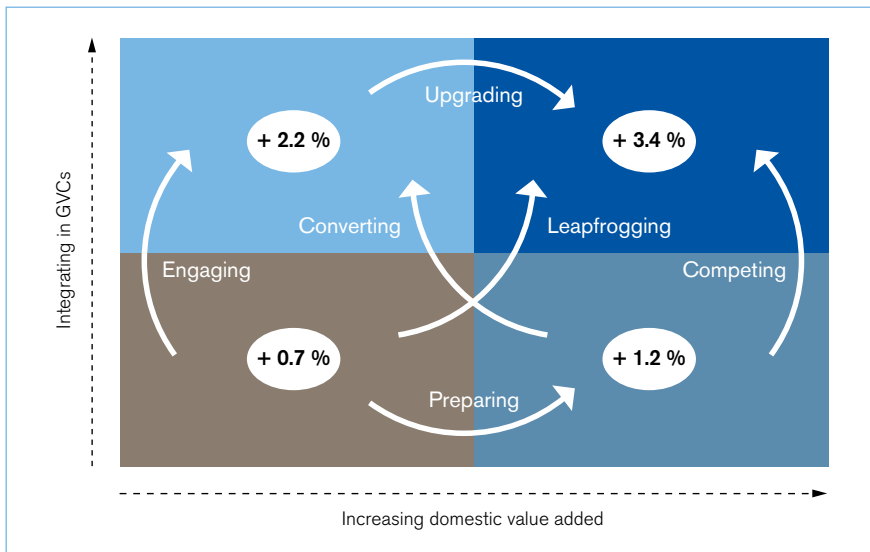 Upgrading
+ 2.2 %
+ 3.4 %
Converting
Leapfrogging
Engaging
Competing
+ 0.7 %
+ 1.2 %
Preparing
Integrating in GVCs
Increasing domestic value added